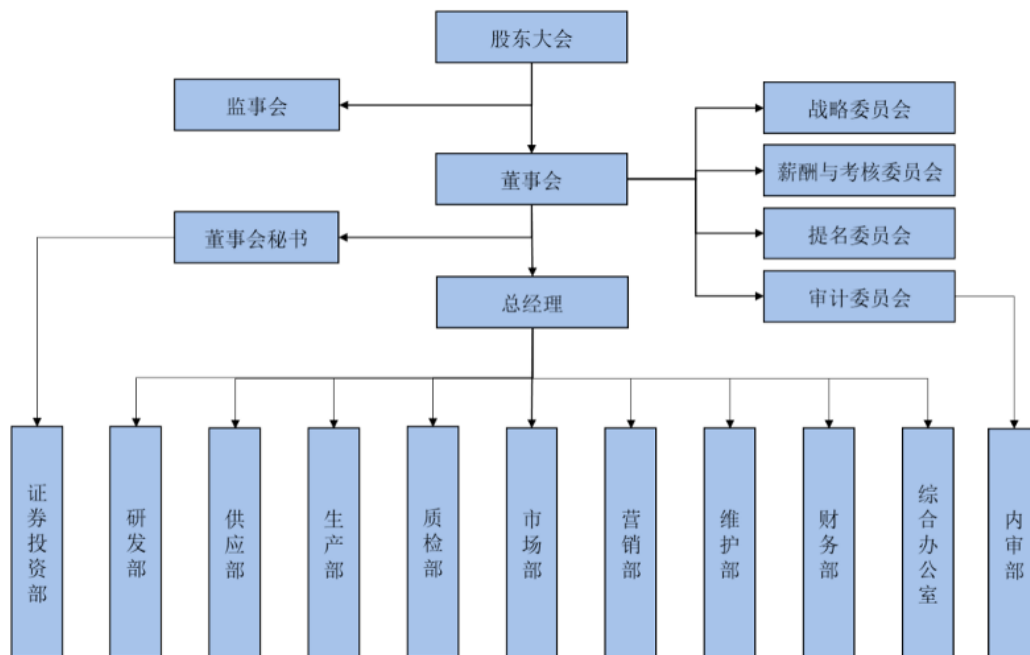 股东大会
监事会
战略委员会
董事会
薪酬与考核委员会
董事会秘书
提名委员会
总经理
审计委员会
证券投资部
研发部
供应部
生产部
质检部
市场部
营销部
维护部
财务部
综合办公室
内审部